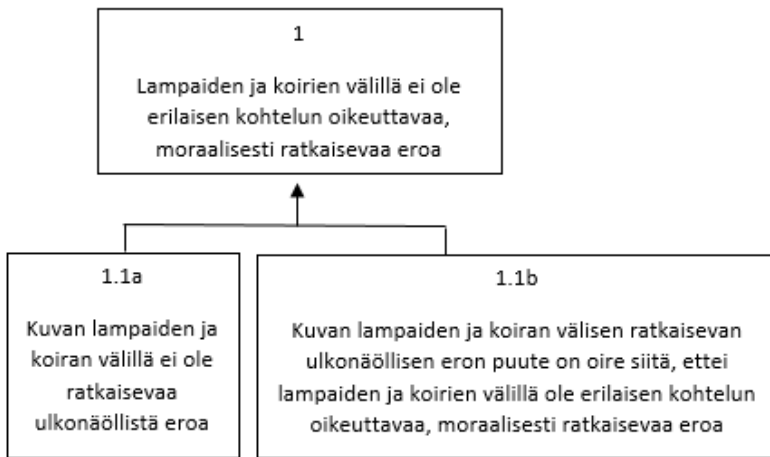 1
Lampaiden ja koirien välillä ei ole
erilaisen kohtelun oikeuttavaa,
moraalisesti ratkaisevaa eroa
1.1a
Kuvan lampaiden ja
koiran välillä ei ole
ratkaisevaa
ulkonäöllistä eroa
1.1b
Kuvan lampaiden ja koiran välisen ratkaisevan
ulkonäöllisen eron puute on oire siitä, ettei
lampaiden ja koirien välillä ole erilaisen kohtelun
oikeuttavaa, moraalisesti ratkaisevaa eroa